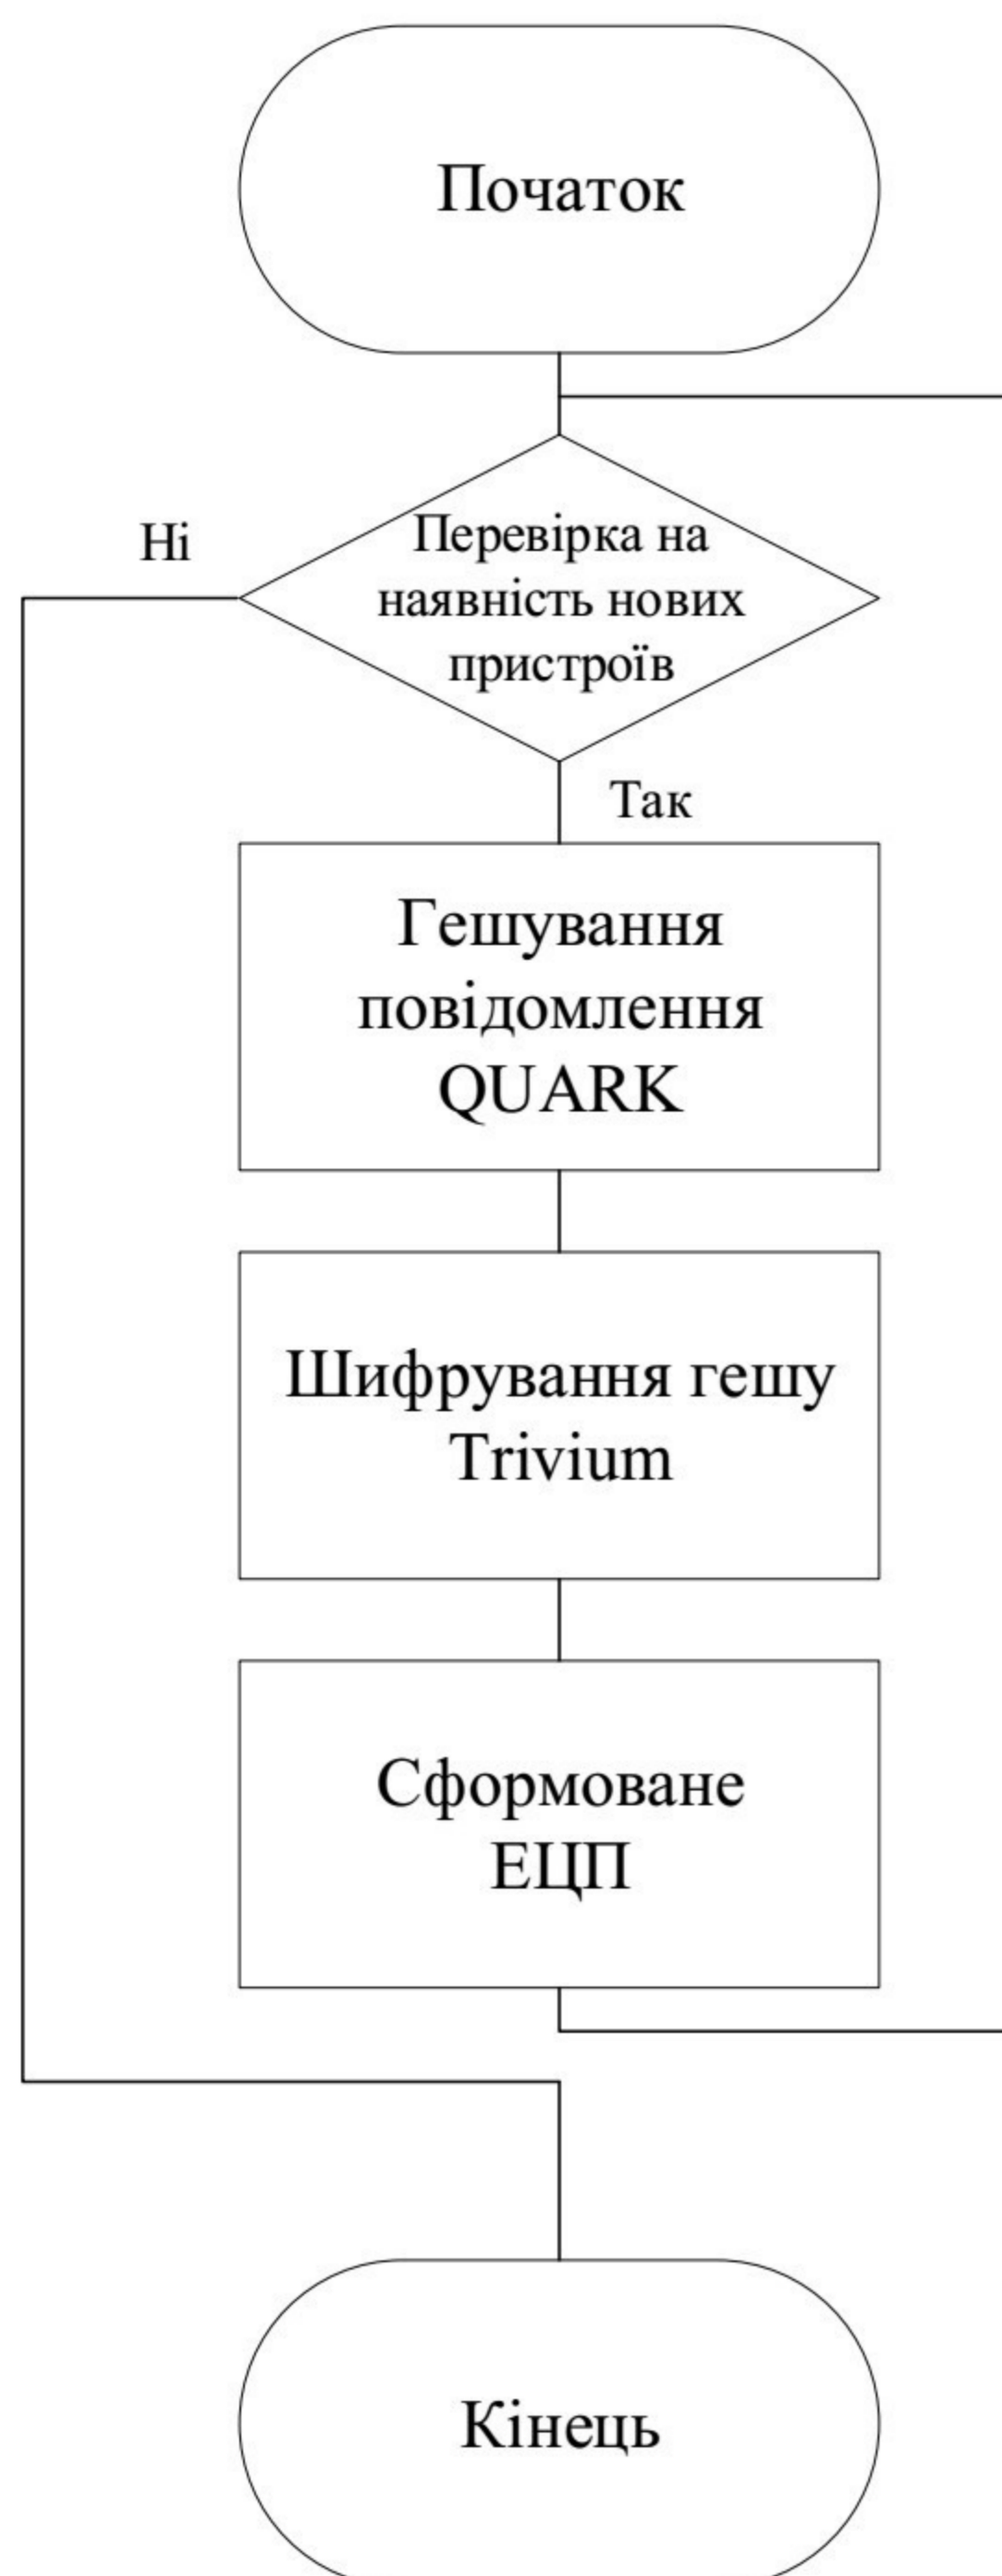 Початок
Ні
Перевірка на
наявність нових
пристроїв
Так
Гешування
повідомлення
QUARK
Шифрування гешу
Trivium
Сформоване
ЕЦП
Кінець